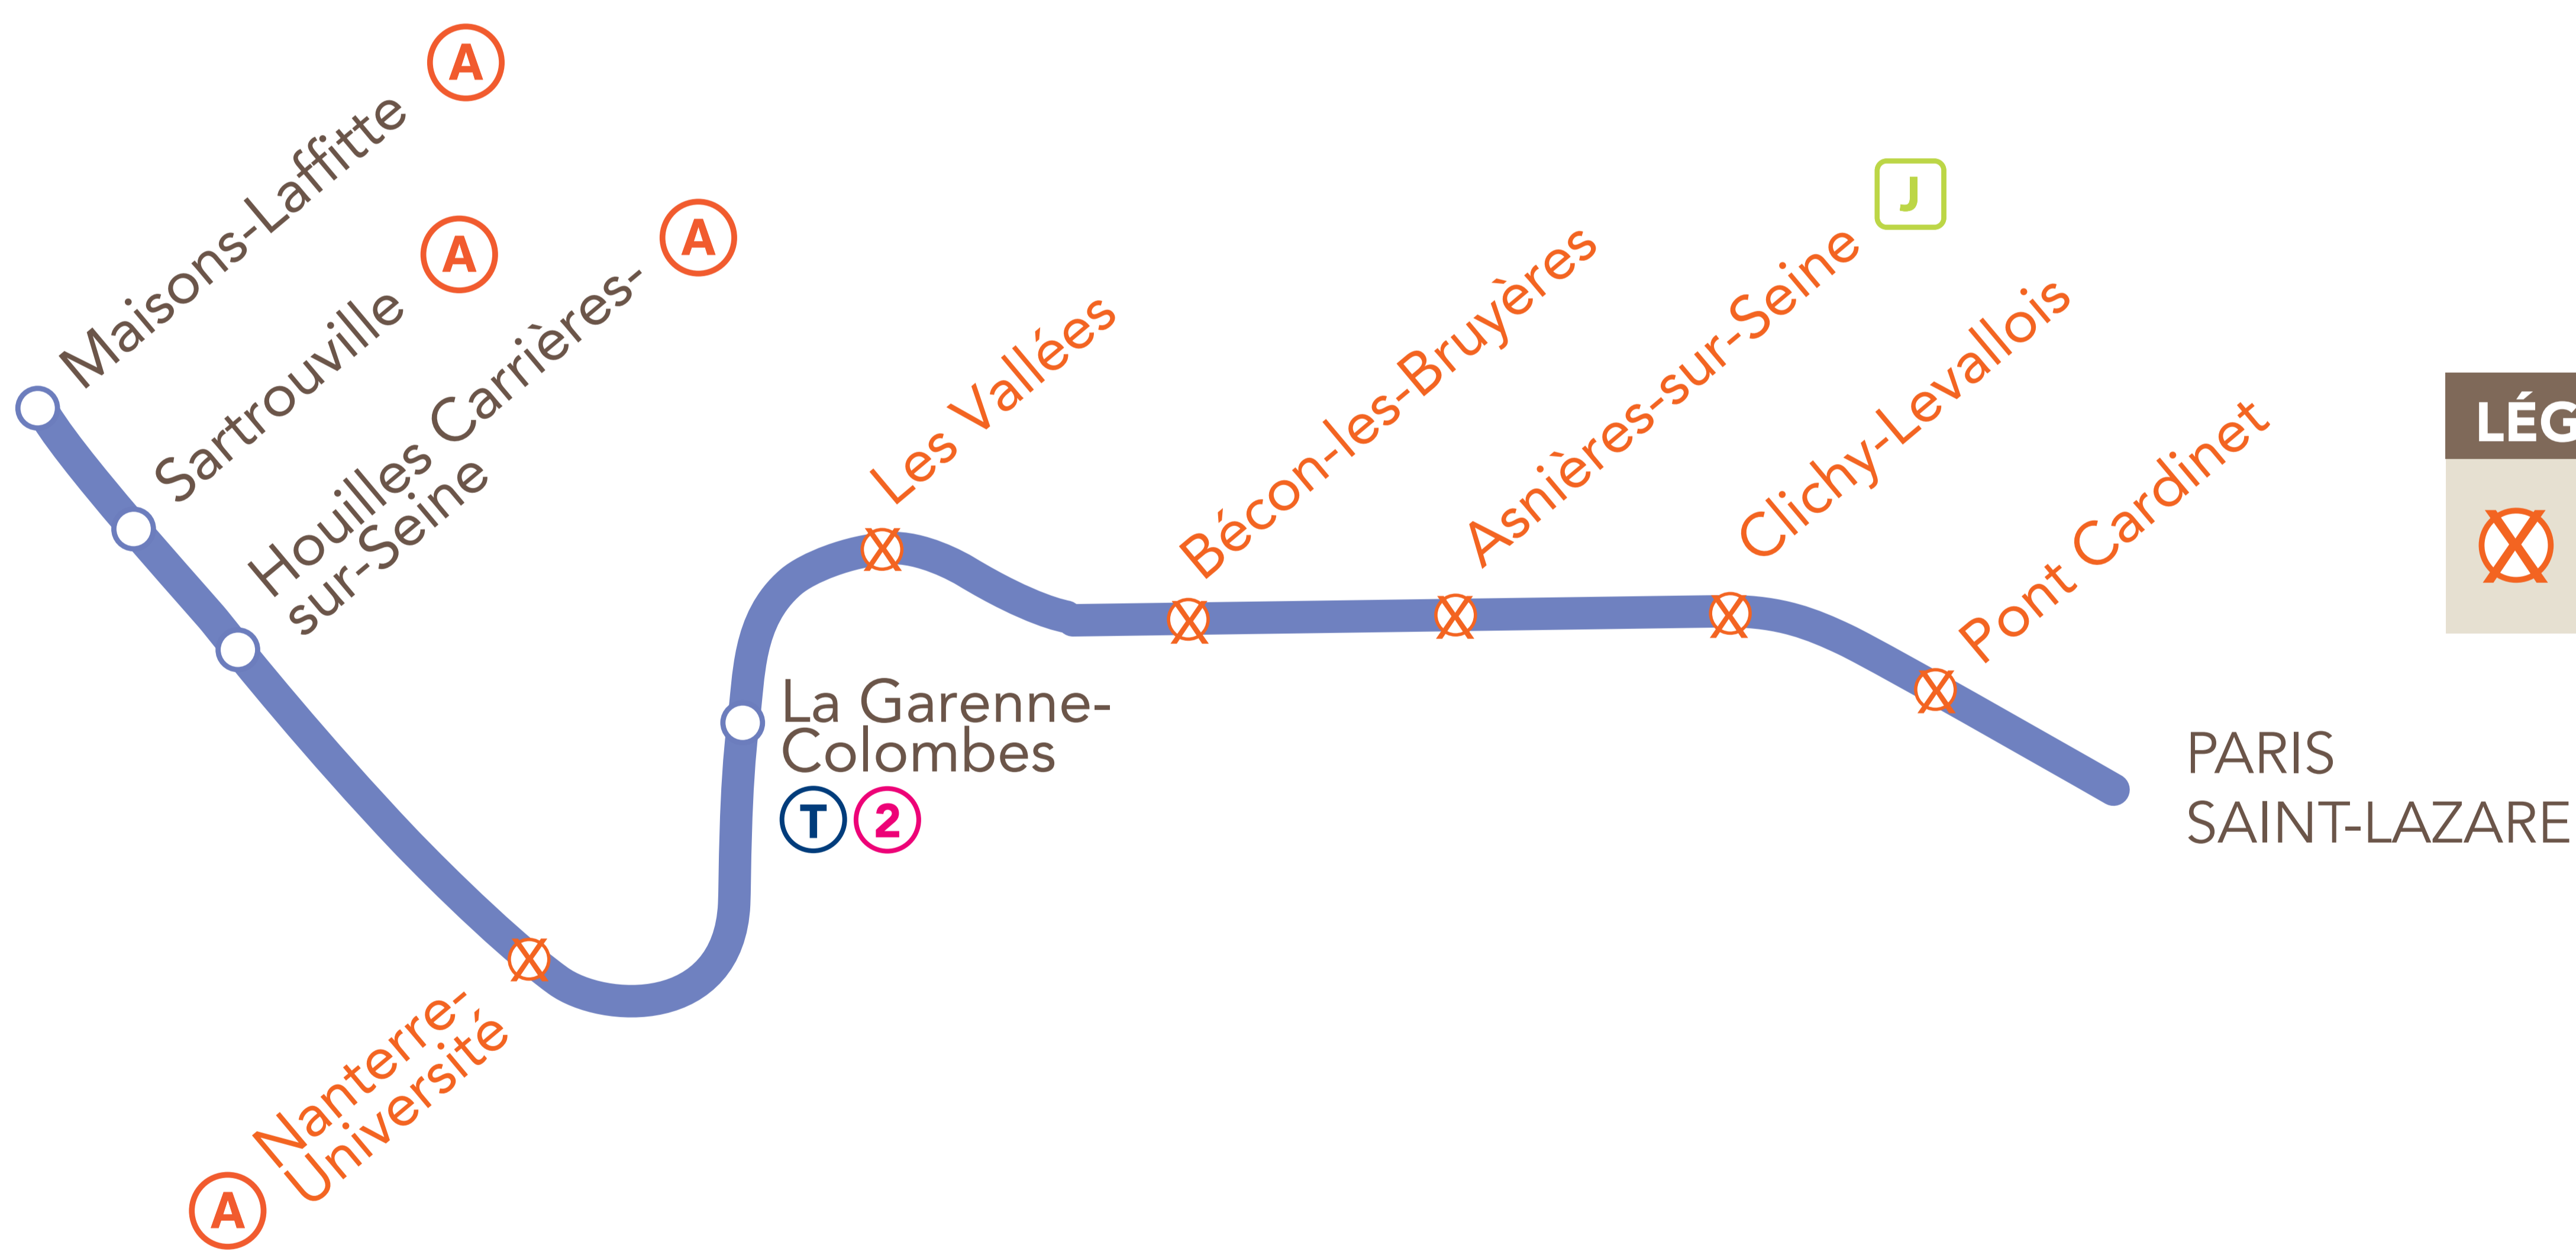 A
Maisons-Laffitte
A
Sartrouville
A
Houilles Carrières-
sur-Seine
Les Vallées
Bécon-les-Bruyères
J
Asnières-sur-Seine
Clichy-Levallois
Pont Cardinet
LÉG
X
La Garenne-
Colombes
T 2
PARIS
SAINT-LAZARE
Nanterre-
Université
A